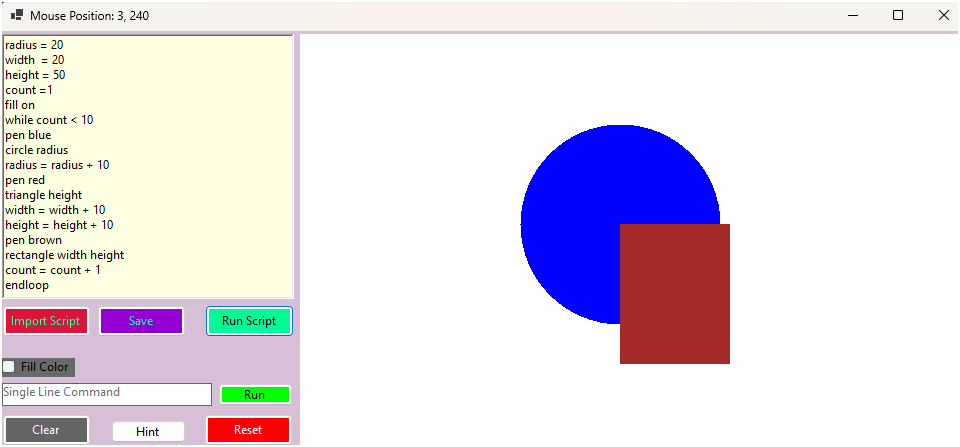 Mouse Position: 3, 240
radius = 20
width  = 20
height = 50
count =1
fill on
while count < 10
pen blue
circle radius
radius = radius + 10
pen red
triangle height
width = width + 10
height = height + 10
pen brown
rectangle width height
count = count + 1
endloop
Import Script
Save
Run Script
Fill Color
Single Line Command
Run
Clear
Hint
Reset